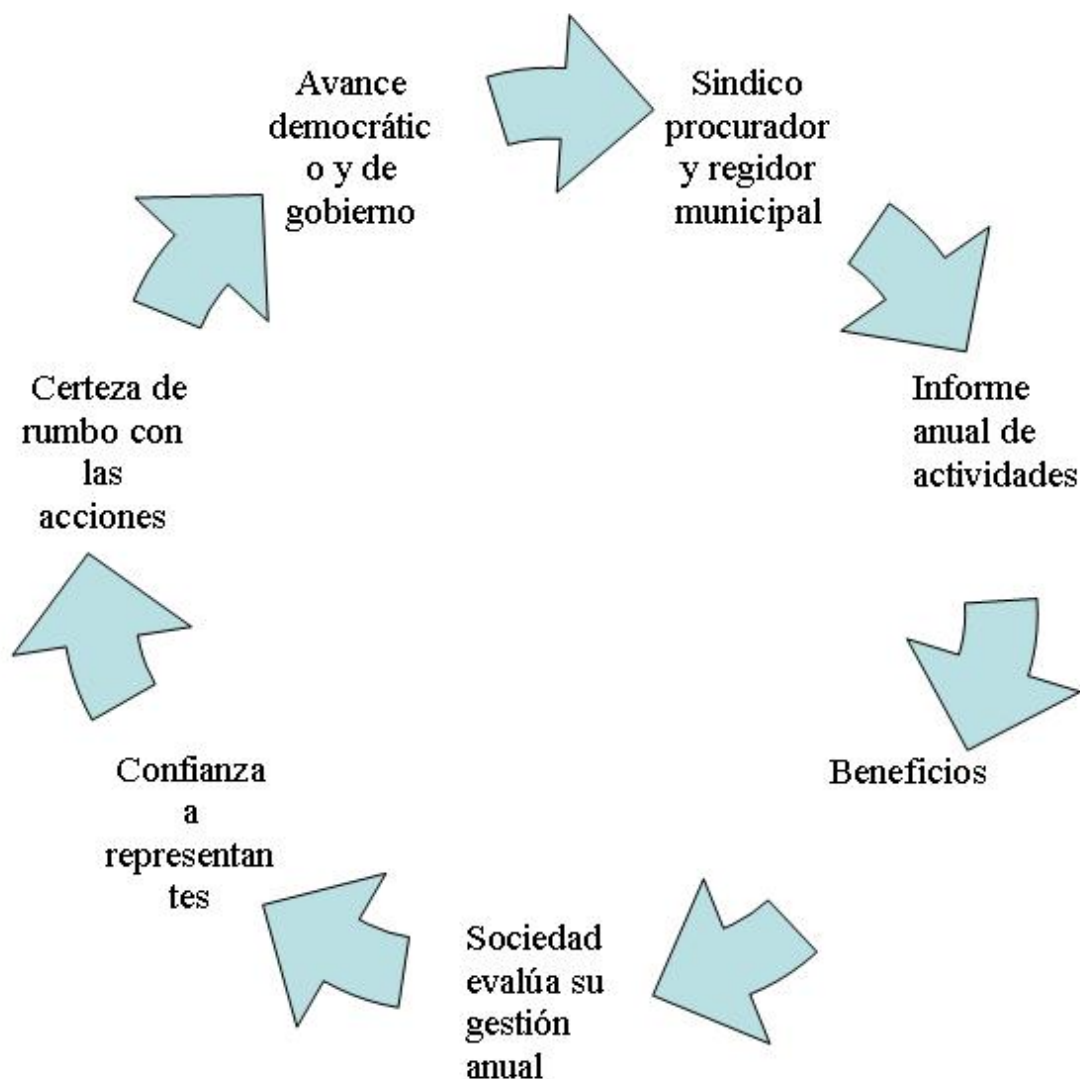 Avance
democrátic
o y de
gobierno
Sindico
procurador
y regidor
municipal
Informe
anual de
actividades
Beneficios
Sociedad
evalúa su
gestión
anual
Confianza
a
representan
tes
Certeza de
rumbo con
las
acciones